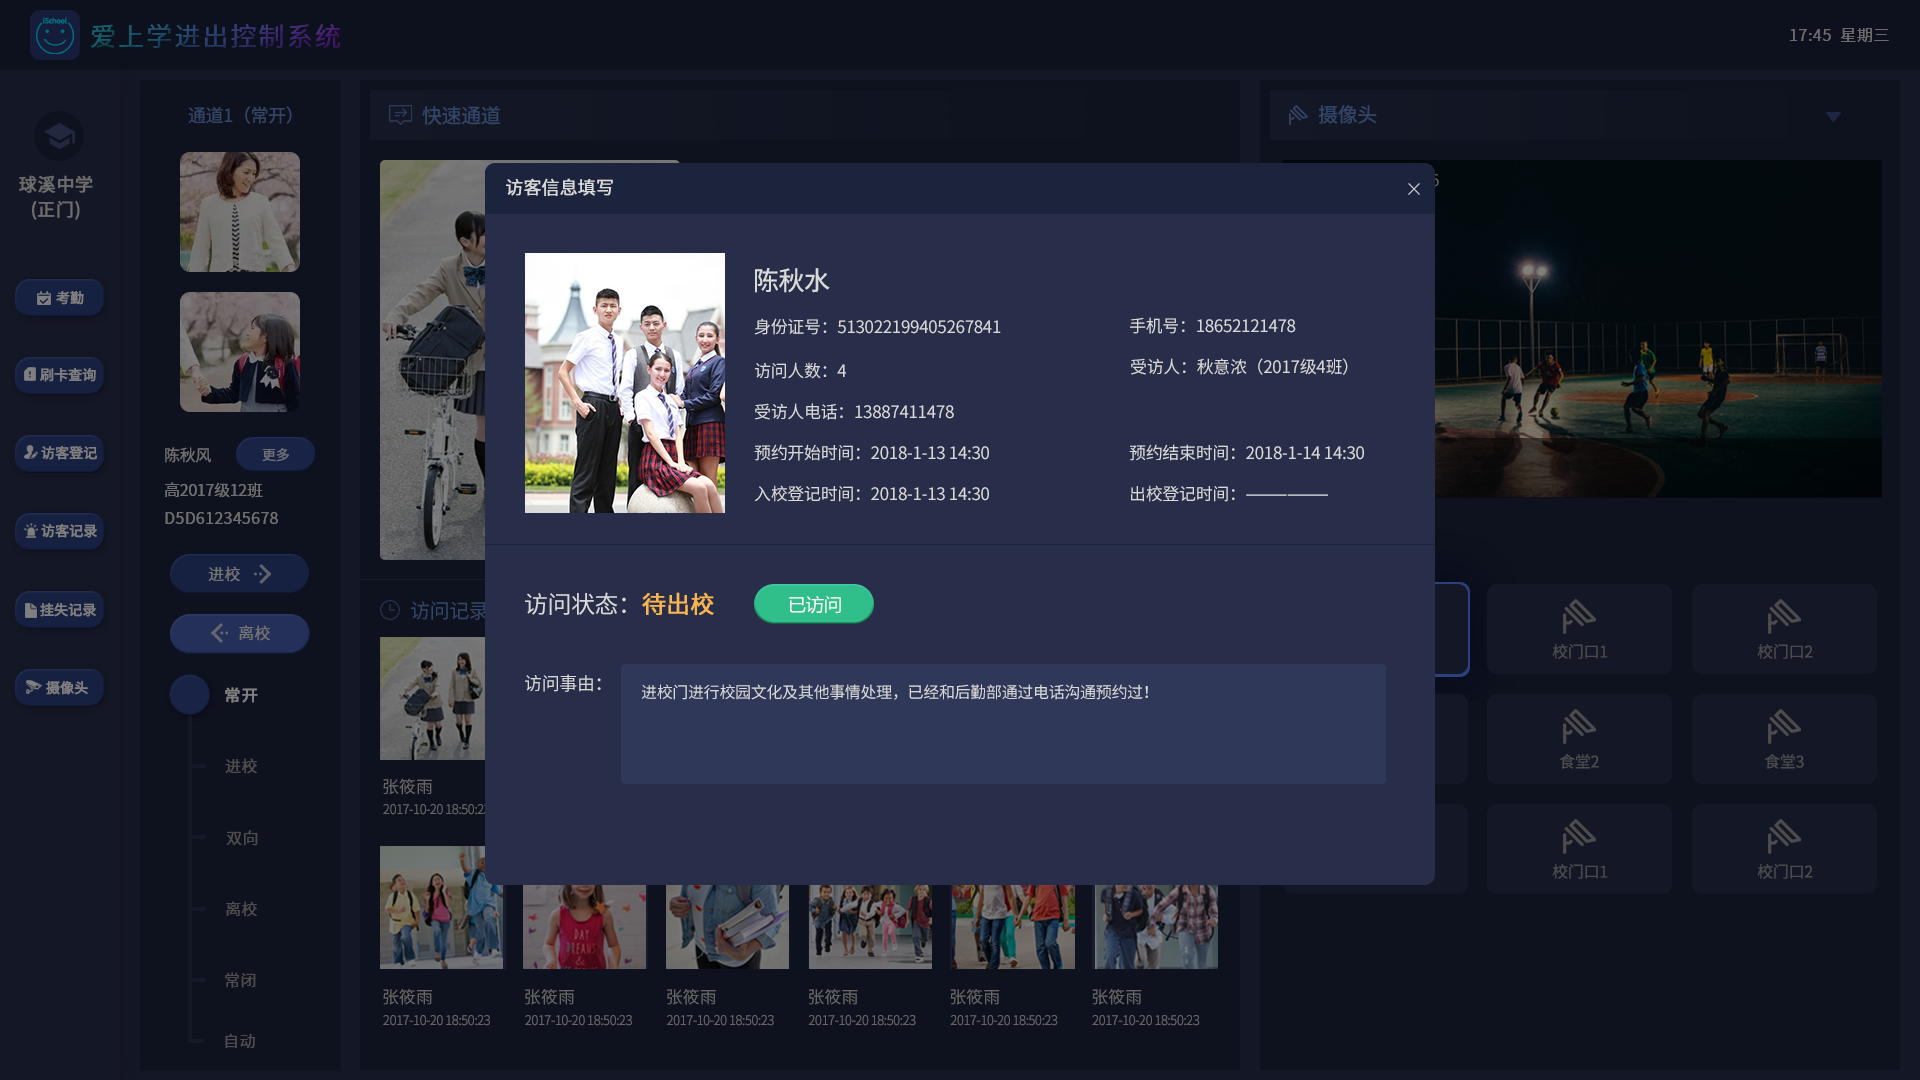 iSchool
爱上学进出控制系统
17:45 星期三
球溪中学
(正门)
考勤
刷卡查询
访客登记
访客记录
挂失记录
摄像头
通道1（常开）
陈秋风
更多
高2017级12班
D5D612345678
进校
离校
常开
进校
双向
离校
常闭
自动
快速通道
访问记录
张筱雨
2017-10-20 18:50:23
张筱雨
2017-10-20 18:50:23
张筱雨
2017-10-20 18:50:23
张筱雨
2017-10-20 18:50:23
张筱雨
2017-10-20 18:50:23
张筱雨
2017-10-20 18:50:23
张筱雨
2017-10-20 18:50:23
DAY
DREAMS
&
摄像头
5
校门口1
校门口2
食堂2
食堂3
校门口1
校门口2
访客信息填写
陈秋水
身份证号：513022199405267841
手机号：18652121478
访问人数：4
受访人：秋意浓（2017级4班）
受访人电话：13887411478
预约开始时间：2018-1-13 14:30
预约结束时间：2018-1-14 14:30
入校登记时间：2018-1-13 14:30
出校登记时间：——————
访问状态：待出校
已访问
访问事由：
进校门进行校园文化及其他事情处理，已经和后勤部通过电话沟通预约过！